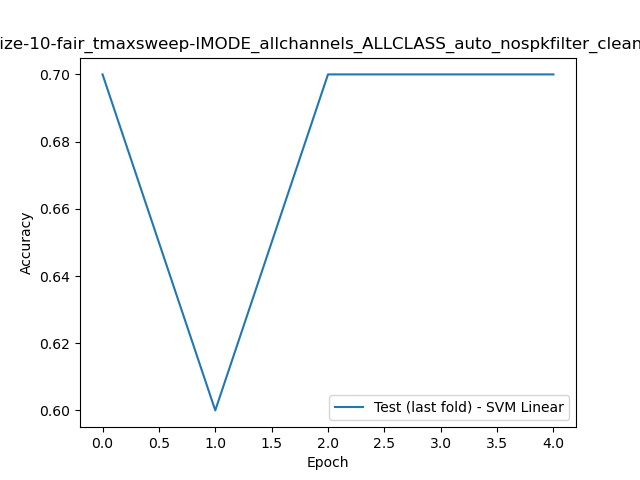 ize-10-fair_tmaxsweep-IMODE_allchannels_ALLCLASS_auto_nospkfilter_clean
0.70
0.68
0.66
0.64
0.62
0.60
Accuracy
Test (last fold) - SVM Linear
0.0 0.5 1.0 1.5 2.0 2.5 3.0 3.5 4.0
Epoch